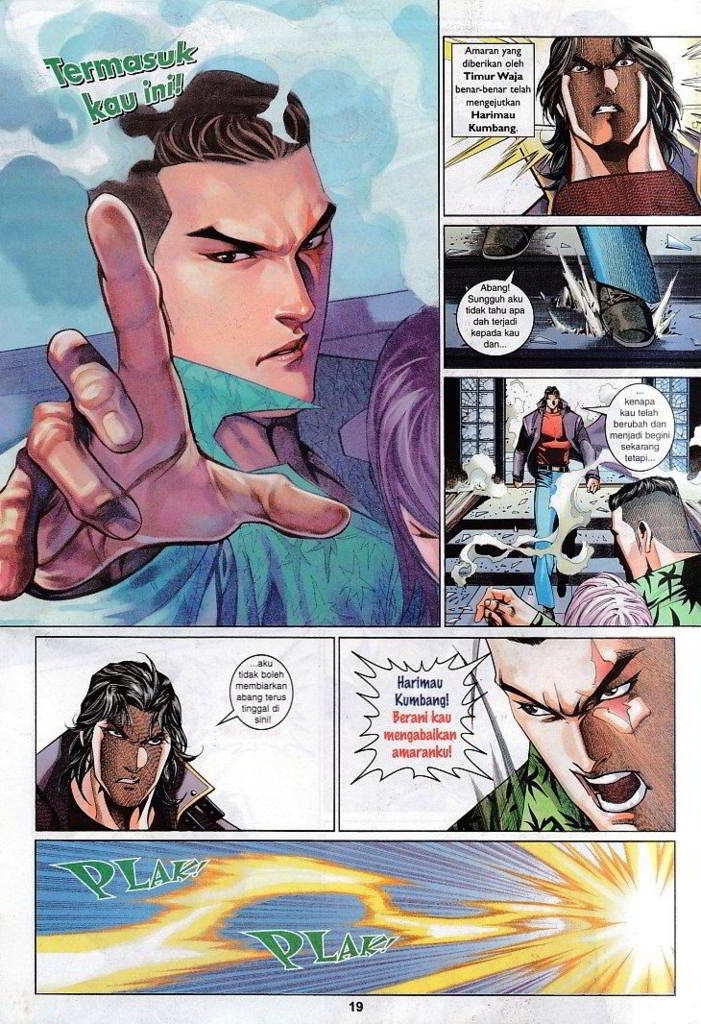 Termasuk
kau ini!
Amaran yang
diberikan oleh
Timur Waja
benar-benar telah
mengejutkan
Harimau
Kumbang.
Abang!
Sungguh aku
tidak tahu apa
dah terjadi
kepada kau
dan...
...
kenapa
kau telah
berubah dan
menjadi begini
sekarang
tetapi...
...aku
tidak boleh
membiarkan
abang terus
tinggal di
sini!
Harimau
Kumbang!
Berani kau
mengabaikan
amaranku!
PLAK!
PLAK!
19